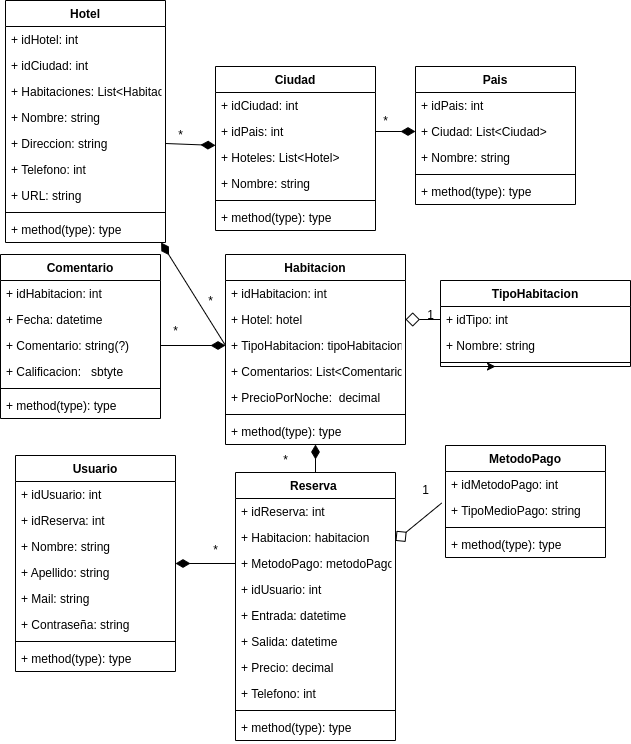 Hotel
+ idHotel: int
+ idCiudad: int
+ Habitaciones: List<Habitac
+ Nombre: string
+ Direccion: string
+ Telefono: int
+ URL: string
+ method(type): type
*
Ciudad
+ idCiudad: int
+ idPais: int
+ Hoteles: List<Hotel>
+ Nombre: string
+ method(type): type
*
Pais
+ idPais: int
+ Ciudad: List<Ciudad>
+ Nombre: string
+ method(type): type
Comentario
+ idHabitacion: int
+ Fecha: datetime
+ Comentario: string(?)
+ Calificacion:   sbtyte
+ method(type): type
*
*
Habitacion
+ idHabitacion: int
+ Hotel: hotel
+ TipoHabitacion: tipoHabitacion
+ Comentarios: List<Comentario
+ PrecioPorNoche:  decimal
+ method(type): type
1
TipoHabitacion
+ idTipo: int
+ Nombre: string
*
Usuario
+ idUsuario: int
+ idReserva: int
+ Nombre: string
+ Apellido: string
+ Mail: string
+ Contraseña: string
+ method(type): type
*
Reserva
+ idReserva: int
+ Habitacion: habitacion
+ MetodoPago: metodoPago
+ idUsuario: int
+ Entrada: datetime
+ Salida: datetime
+ Precio: decimal
+ Telefono: int
+ method(type): type
1
MetodoPago
+ idMetodoPago: int
+ TipoMedioPago: string
+ method(type): type